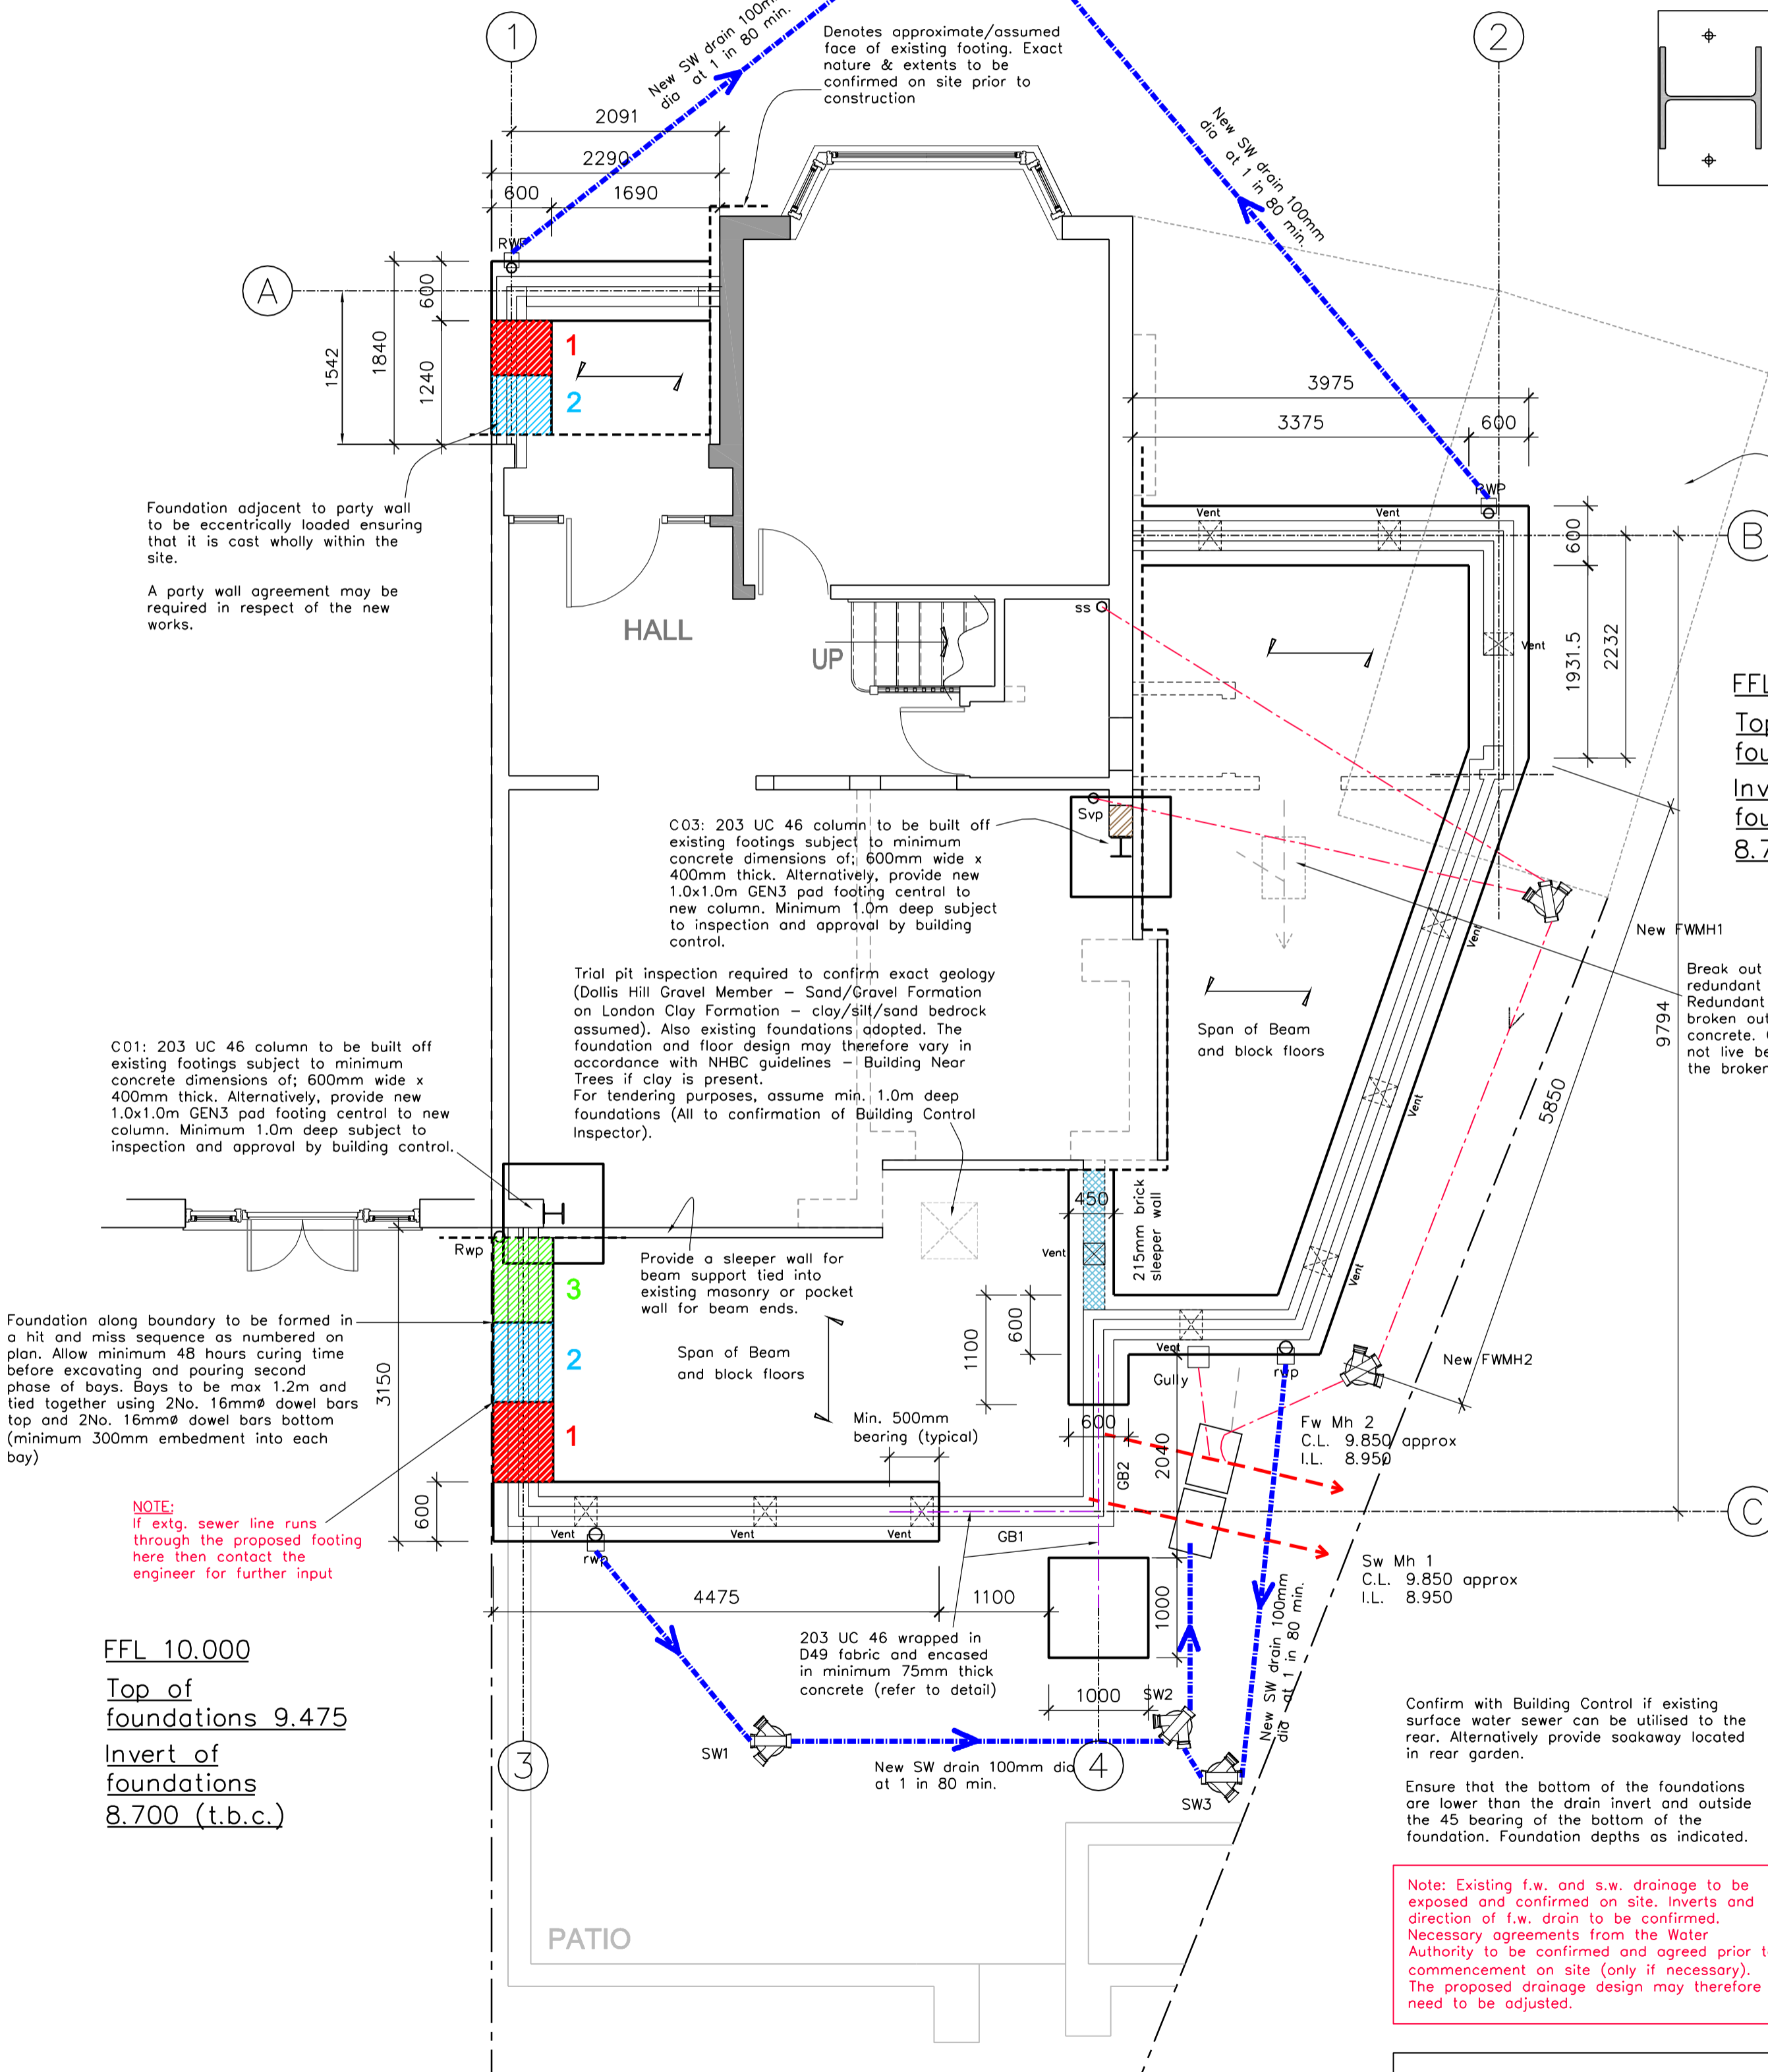 1
2
Denotes approximate/assumed
face of existing footing. Exact
nature & extents to be
confirmed on site prior to
construction
New SW drain 100mm
dia at 1 in 80 min.
New SW drain 100mm
dia at 1 in 80 min.
2091
2290
600
1690
RWP
A
600
1840
1542
1240
1
2
3975
3375
600
RWP
Vent
Vent
B
600
1931.5
2232
Vent
Foundation adjacent to party wall
to be eccentrically loaded ensuring
that it is cast wholly within the
site.
A party wall agreement may be
required in respect of the new
works.
HALL
UP
ss
Svp
FFL
8.7
C03: 203 UC 46 column to be built off
existing footings subject to minimum
concrete dimensions of; 600mm wide x
400mm thick. Alternatively, provide new
1.0x1.0m GEN3 pad footing central to
new column. Minimum 1.0m deep subject
to inspection and approval by building
control.
Trial pit inspection required to confirm exact geology
(Dollis Hill Gravel Member – Sand/Gravel Formation
on London Clay Formation – clay/silt/sand bedrock
assumed). Also existing foundations adopted. The
foundation and floor design may therefore vary in
accordance with NHBC guidelines – Building Near
Trees if clay is present.
For tendering purposes, assume min. 1.0m deep
foundations (All to confirmation of Building Control
Inspector).
C01: 203 UC 46 column to be built off
existing footings subject to minimum
concrete dimensions of; 600mm wide x
400mm thick. Alternatively, provide new
1.0x1.0m GEN3 pad footing central to new
column. Minimum 1.0m deep subject to
inspection and approval by building control.
Span of Beam
and block floors
Vent
Vent
Vent
New FWMH1
9794
5850
Break out
redundant
Redundant
broken out
concrete.
not live be
the broken
Rwp
Provide a sleeper wall for
beam support tied into
existing masonry or pocket
wall for beam ends.
450
215mm brick
sleeper wall
Vent
3
2
1
Foundation along boundary to be formed in
a hit and miss sequence as numbered on
plan. Allow minimum 48 hours curing time
before excavating and pouring second
phase of bays. Bays to be max 1.2m and
tied together using 2No. 16mmø dowel bars
top and 2No. 16mmø dowel bars bottom
(minimum 300mm embedment into each
bay)
3150
600
Span of Beam
and block floors
1100
600
Vent
Gully
rwp
New FWMH2
Min. 500mm
bearing (typical)
600
GB2
2040
Fw Mh 2
C.L. 9.850 approx
I.L. 8.950
NOTE:
If extg. sewer line runs
through the proposed footing
here then contact the
engineer for further input
Vent
rwp
Vent
Vent
GB1
C
Sw Mh 1
C.L. 9.850 approx
I.L. 8.950
4475
1100
1000
1000
203 UC 46 wrapped in
D49 fabric and encased
in minimum 75mm thick
concrete (refer to detail)
New SW drain 100mm
dia at 1 in 80 min.
FFL 10.000
Top of
foundations 9.475
Invert of
foundations
8.700 (t.b.c.)
SW1
SW2
SW3
3
4
New SW drain 100mm dia
at 1 in 80 min.
Confirm with Building Control if existing
surface water sewer can be utilised to the
rear. Alternatively provide soakaway located
in rear garden.
Ensure that the bottom of the foundations
are lower than the drain invert and outside
the 45 bearing of the bottom of the
foundation. Foundation depths as indicated.
PATIO
Note: Existing f.w. and s.w. drainage to be
exposed and confirmed on site. Inverts and
direction of f.w. drain to be confirmed.
Necessary agreements from the Water
Authority to be confirmed and agreed prior
commencement on site (only if necessary).
The proposed drainage design may therefore
need to be adjusted.